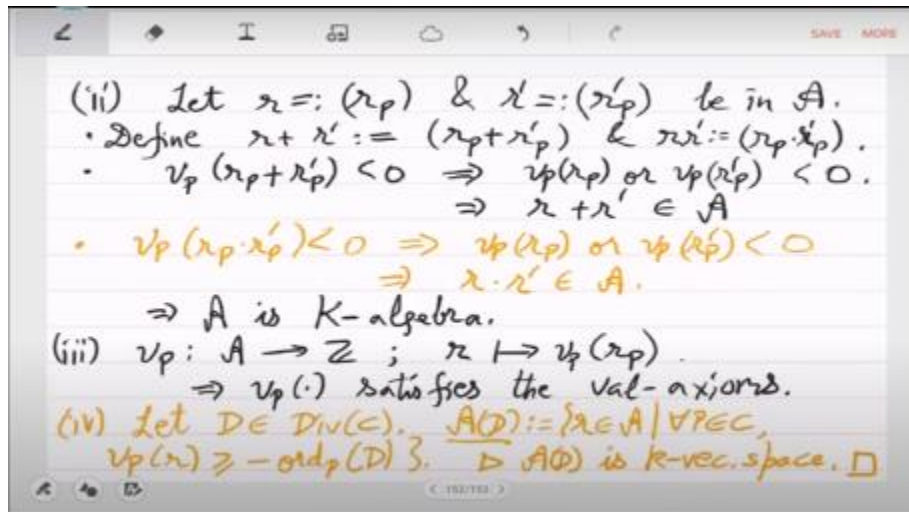 SAVE MORE
(ii) Let r =: (r_p) & r' =: (r'_p) be in A.
· Define r + r' := (r_p + r'_p) & rr' := (r_p · r'_p).
· v_p (r_p + r'_p) < 0 ⇒ v_p(r_p) or v_p(r'_p) < 0.
⇒ r + r' ∈ A
· v_p (r_p · r'_p) < 0 ⇒ v_p(r_p) or v_p(r'_p) < 0
⇒ r · r' ∈ A.
⇒ A is K-algebra.
(iii) v_p : A → Z ; r ↦ v_p(r_p).
⇒ v_p(·) satisfies the val-axioms.
(iv) Let D ∈ Div(C). A(D) := {r ∈ A | ∀P ∈ C,
v_p(r) ≥ - ord_p(D)}. ▷ A(D) is k-vec. space. □
152/152